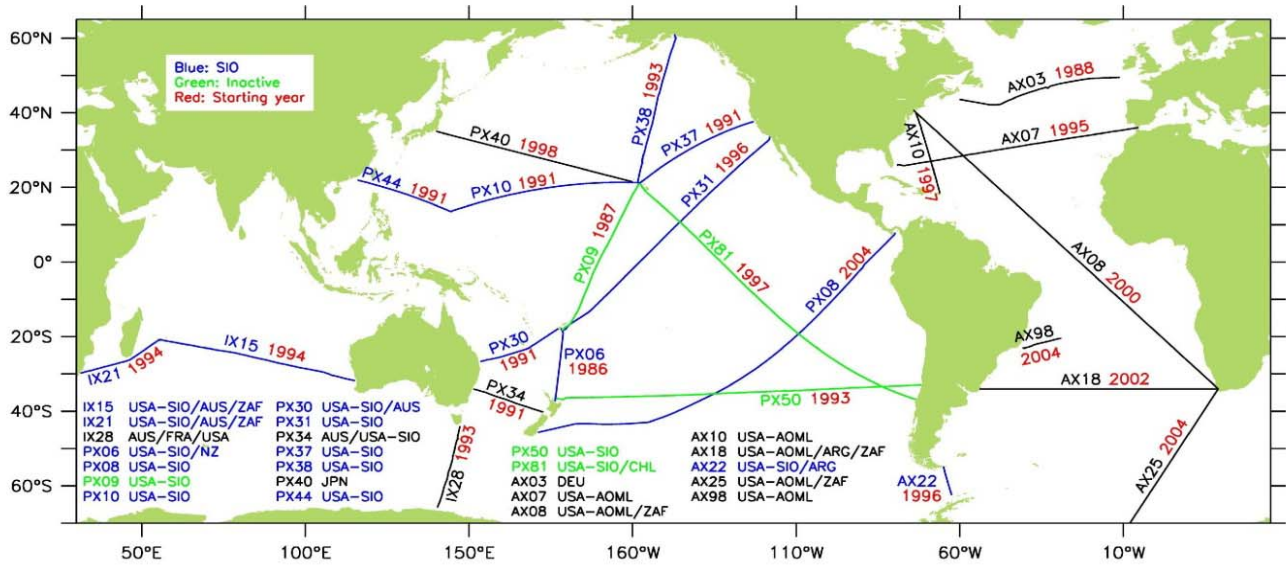 60°N
40°N
20°N
0°
20°S
40°S
60°S
Blue: SIO
Green: Inactive
Red: Starting year
PX38 1993
PX37 1991
PX40 1998
PX31 1996
PX44 1991
PX10 1991
PX09 1987
PX81 1997
PX08 2004
AX03 1988
AX07 1995
AX10 1997
AX08 2000
AX98 2004
AX18 2002
AX25 2004
AX22 1996
IX21 1994
IX15 1994
PX30 1991
PX06 1986
PX34 1991
PX50 1993
IX28 1993
IX15 USA-SIO/AUS/ZAF
IX21 USA-SIO/AUS/ZAF
IX28 AUS/FRA/USA
PX06 USA-SIO/NZ
PX08 USA-SIO
PX09 USA-SIO
PX10 USA-SIO
PX30 USA-SIO/AUS
PX31 USA-SIO
PX34 AUS/USA-SIO
PX37 USA-SIO
PX38 USA-SIO
PX40 JPN
PX44 USA-SIO
PX50 USA-SIO
PX81 USA-SIO/CHL
AX03 DEU
AX07 USA-AOML
AX08 USA-AOML/ZAF
AX10 USA-AOML
AX18 USA-AOML/ARG/ZAF
AX22 USA-SIO/ARG
AX25 USA-AOML/ZAF
AX98 USA-AOML
50°E
100°E
150°E
160°W
110°W
60°W
10°W